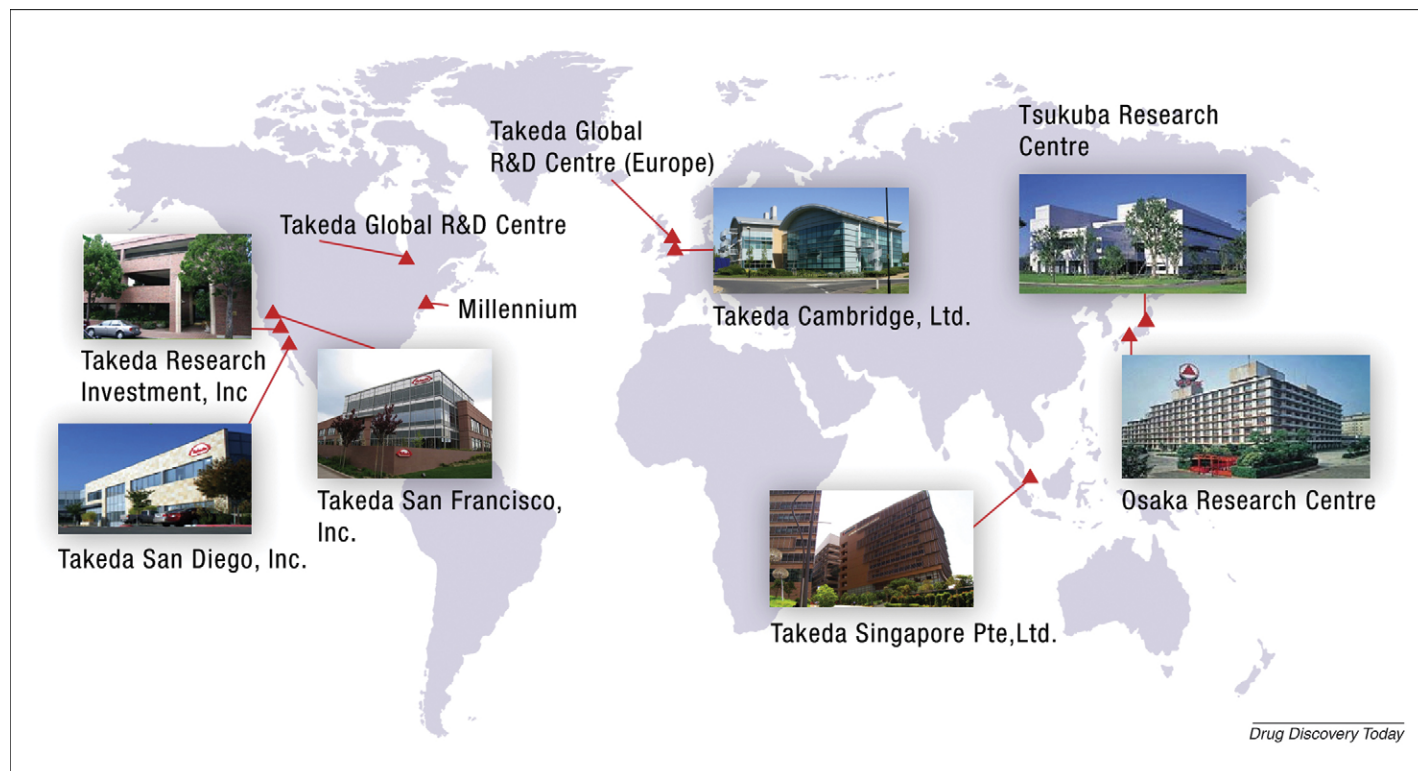 Takeda Global
R&D Centre (Europe)
Tsukuba Research
Centre
Takeda Global R&D Centre
Millennium
Takeda Cambridge, Ltd.
Takeda Research
Investment, Inc
Takeda San Francisco,
Inc.
Osaka Research Centre
Takeda San Diego, Inc.
Takeda Singapore Pte,Ltd.
Drug Discovery Today